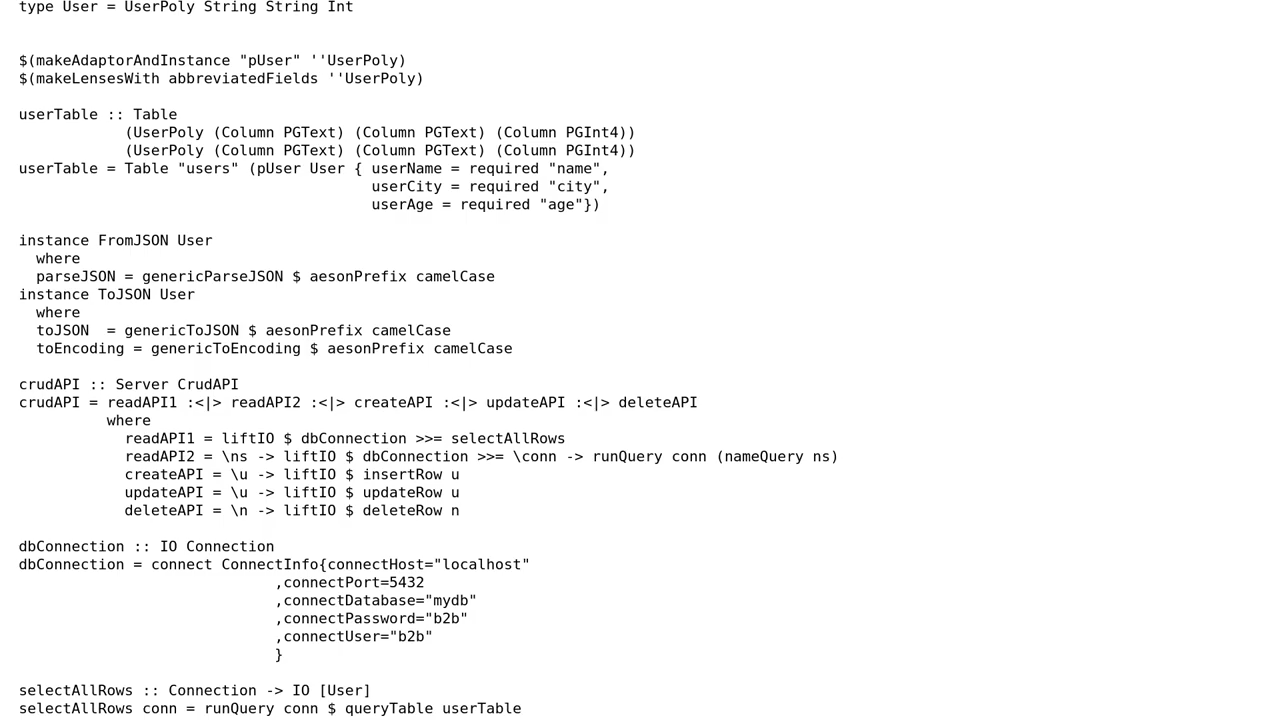 type User = UserPoly String String Int
$(makeAdaptorAndInstance "pUser" ''UserPoly)
$(makeLensesWith abbreviatedFields ''UserPoly)
userTable :: Table
            (UserPoly (Column PGText) (Column PGText) (Column PGInt4))
            (UserPoly (Column PGText) (Column PGText) (Column PGInt4))
userTable = Table "users" (pUser User { userName = required "name",
                                        userCity = required "city",
                                        userAge = required "age"})
instance FromJSON User
  where
  parseJSON = genericParseJSON $ aesonPrefix camelCase
instance ToJSON User
  where
  toJSON  = genericToJSON $ aesonPrefix camelCase
  toEncoding = genericToEncoding $ aesonPrefix camelCase
crudAPI :: Server CrudAPI
crudAPI = readAPI1 :<|> readAPI2 :<|> createAPI :<|> updateAPI :<|> deleteAPI
          where
            readAPI1 = liftIO $ dbConnection >>= selectAllRows
            readAPI2 = \ns -> liftIO $ dbConnection >>= \conn -> runQuery conn (nameQuery ns)
            createAPI = \u -> liftIO $ insertRow u
            updateAPI = \u -> liftIO $ updateRow u
            deleteAPI = \n -> liftIO $ deleteRow n
dbConnection :: IO Connection
dbConnection = connect ConnectInfo{connectHost="localhost"
                             ,connectPort=5432
                             ,connectDatabase="mydb"
                             ,connectPassword="b2b"
                             ,connectUser="b2b"
                             }
selectAllRows :: Connection -> IO [User]
selectAllRows conn = runQuery conn $ queryTable userTable